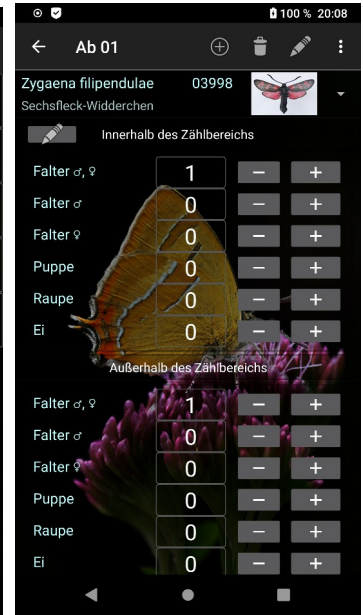 100 % 20:08
Ab 01
Zygaena filipendulae 03998
Sechsfleck-Widderchen
Innerhalb des Zählbereichs
Falter ♂, ♀ 1 − +
Falter ♂ 0 − +
Falter ♀ 0 − +
Puppe 0 − +
Raupe 0 − +
Ei 0 − +
Außerhalb des Zählbereichs
Falter ♂, ♀ 1 − +
Falter ♂ 0 − +
Falter ♀ 0 − +
Puppe 0 − +
Raupe 0 − +
Ei 0 − +